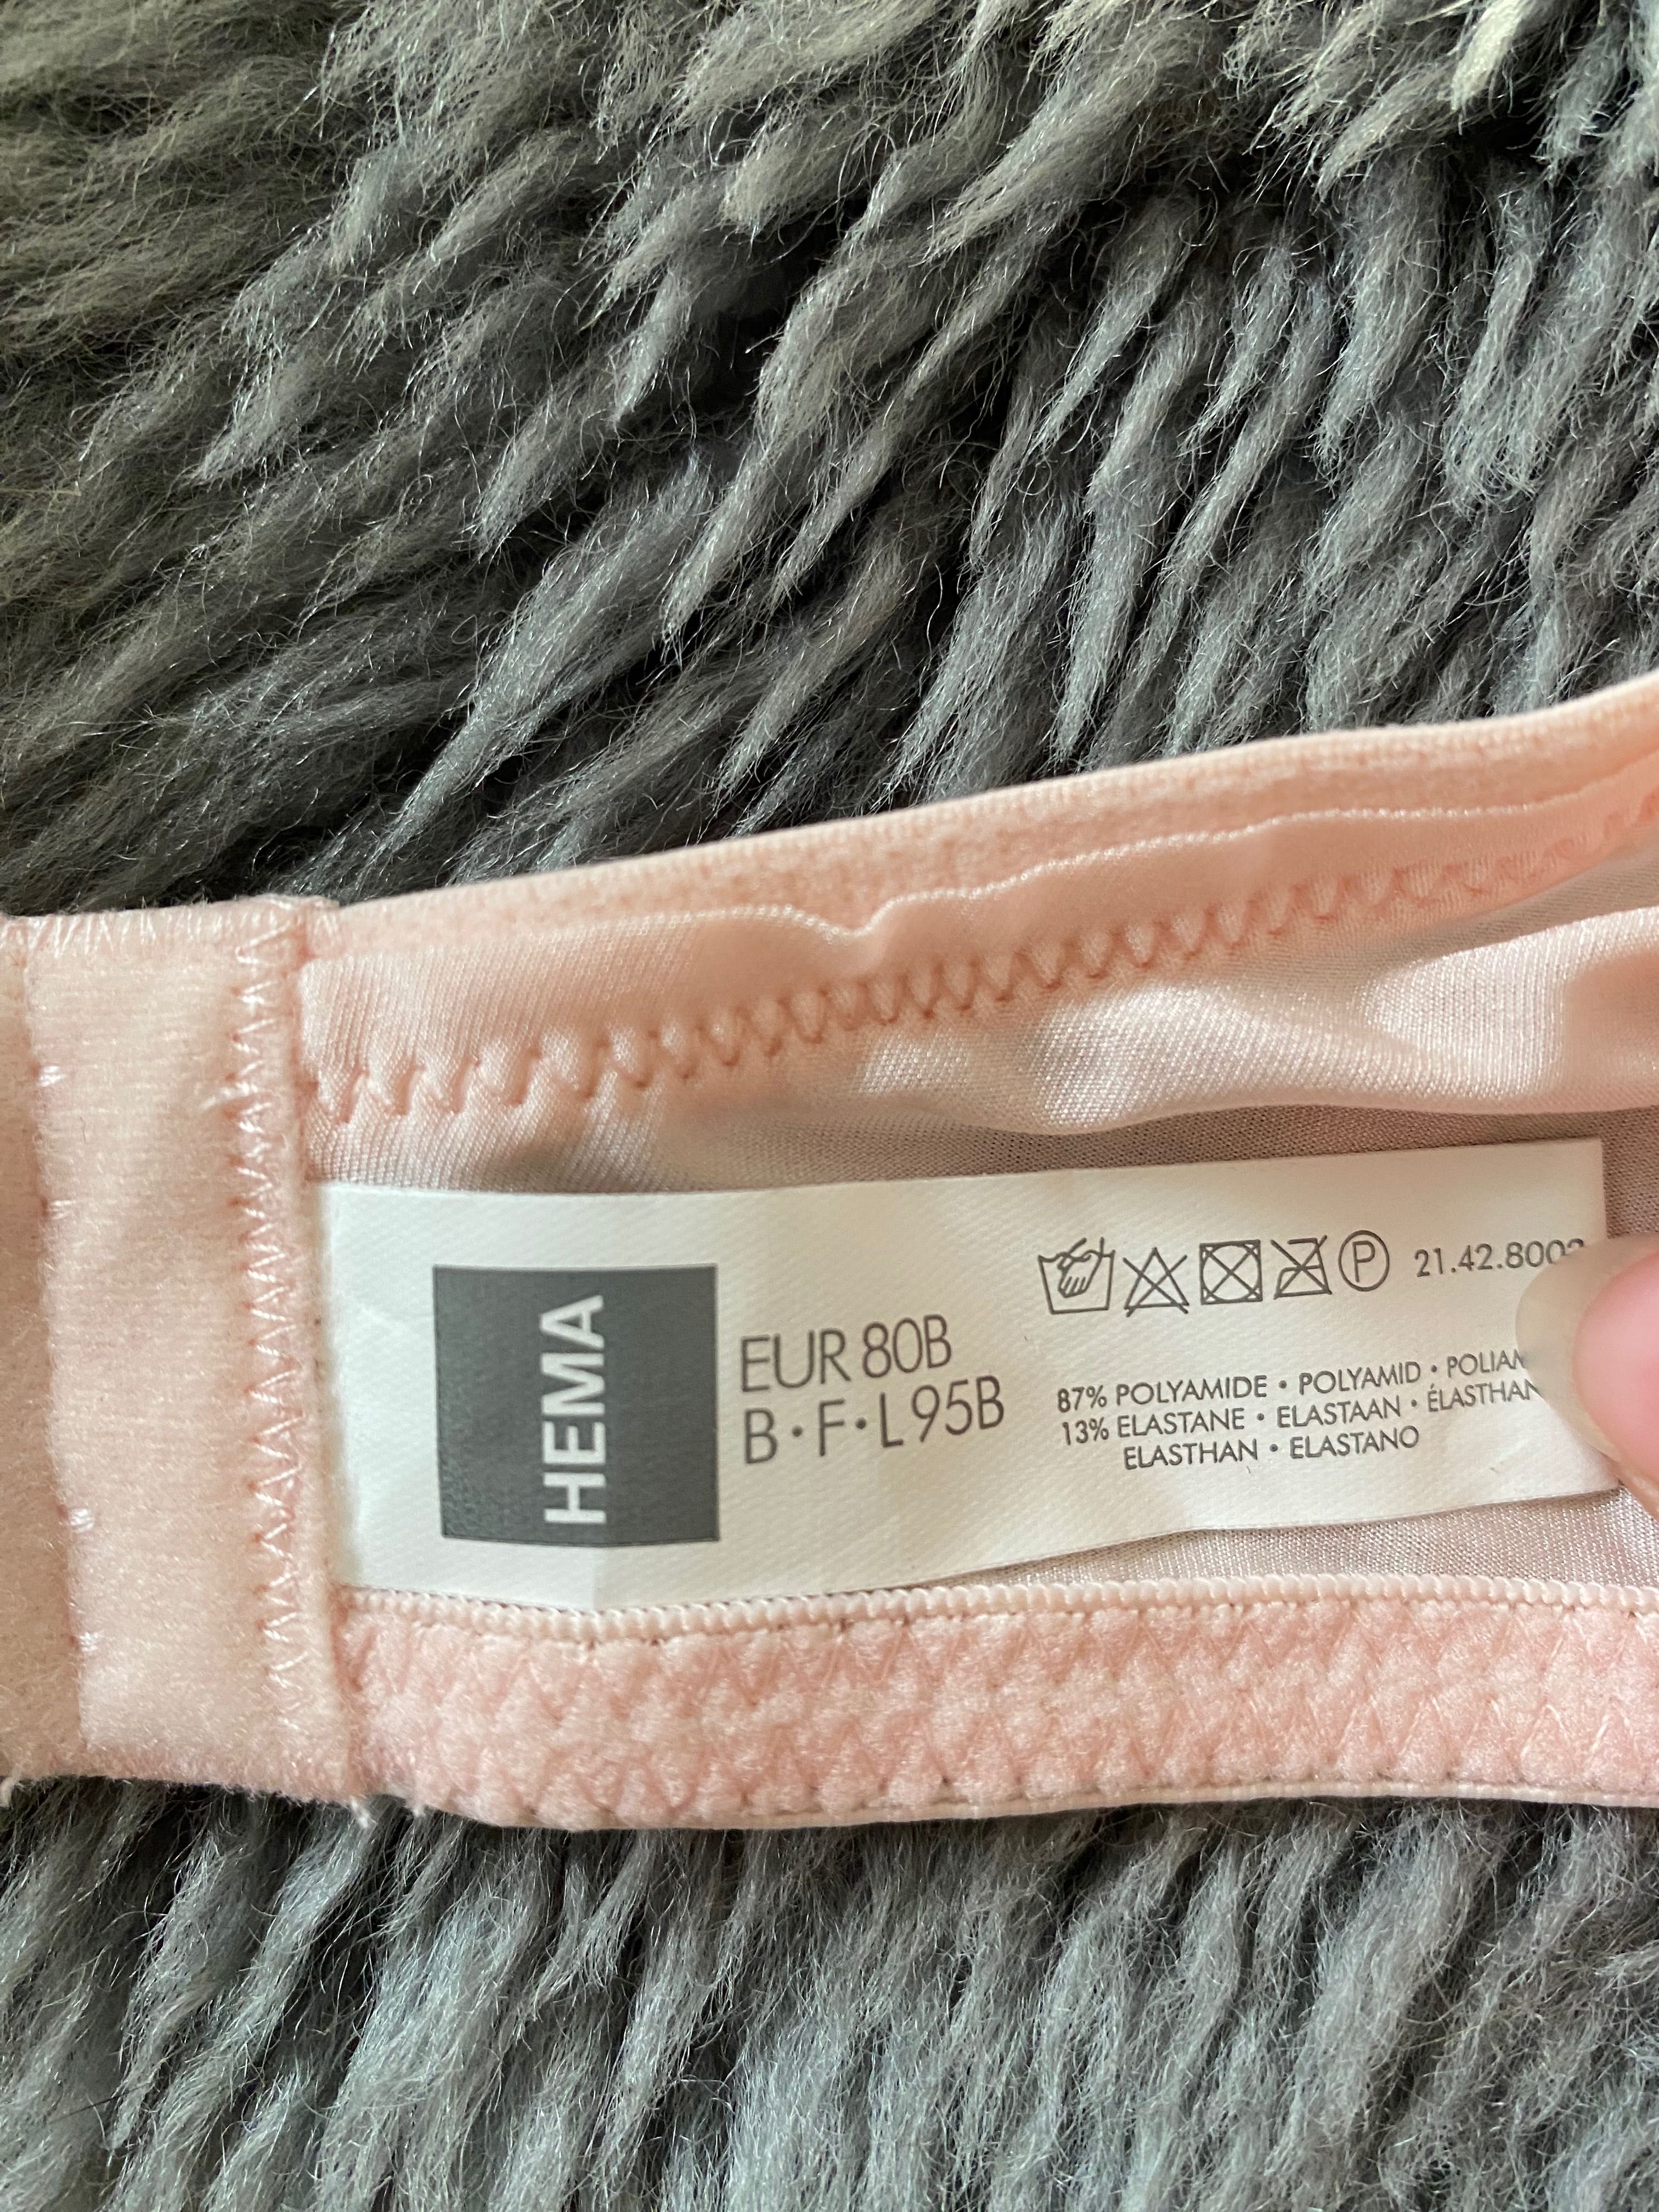 HEMA
EUR 80B
B • F • L 95B
P
21.42.800
87% POLYAMIDE • POLYAMID •
13% ELASTANE • ELASTAAN •
ELASTHAN • ELASTANO